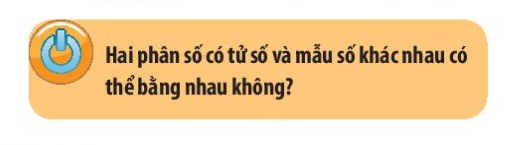 Hai phân số có tử số và mẫu số khác nhau có
thể bằng nhau không?